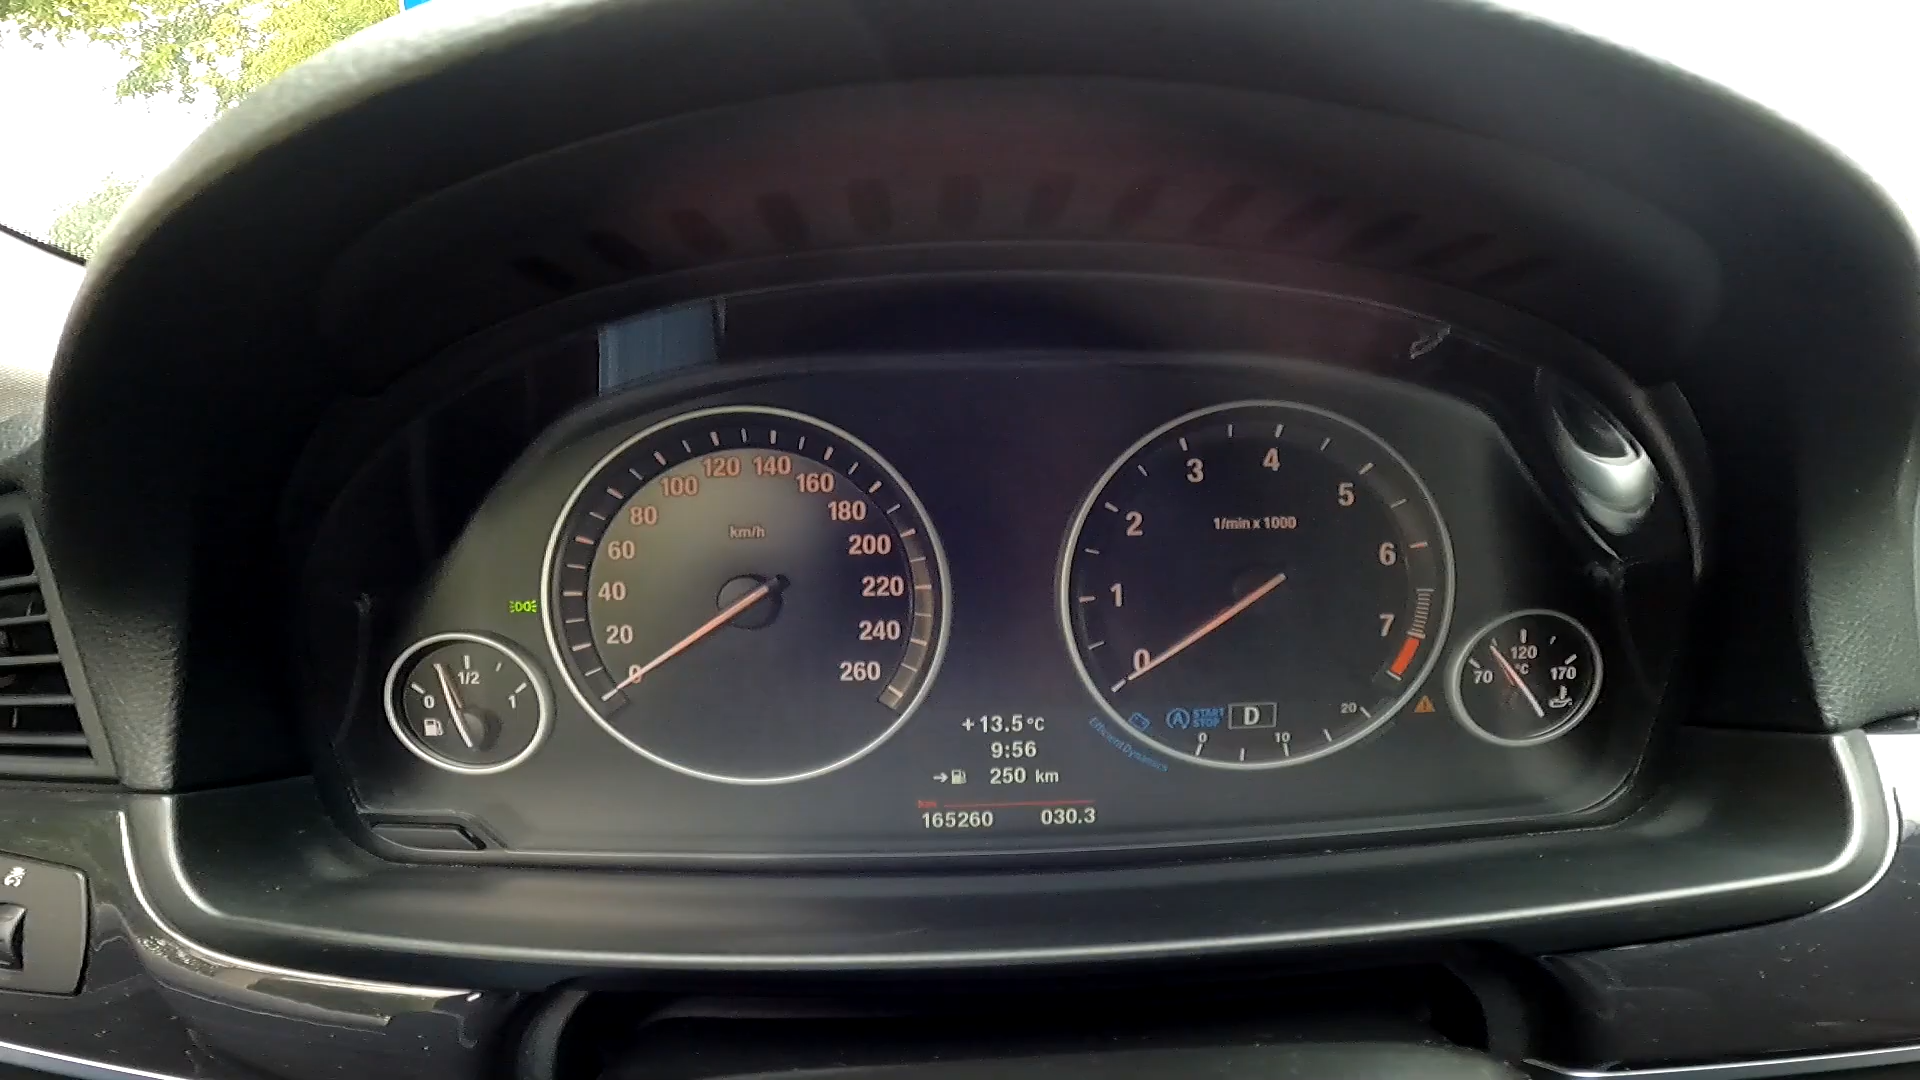 0 20 40 60 80 100 120 140 160 180 200 220 240 260
km/h
0 1 2 3 4 5 6 7
1/min x 1000
0 1/2 1
70 120 170
°C
START
STOP
D
0 10 20
EfficientDynamics
+13.5°C
9:56
250 km
km
165260 030.3